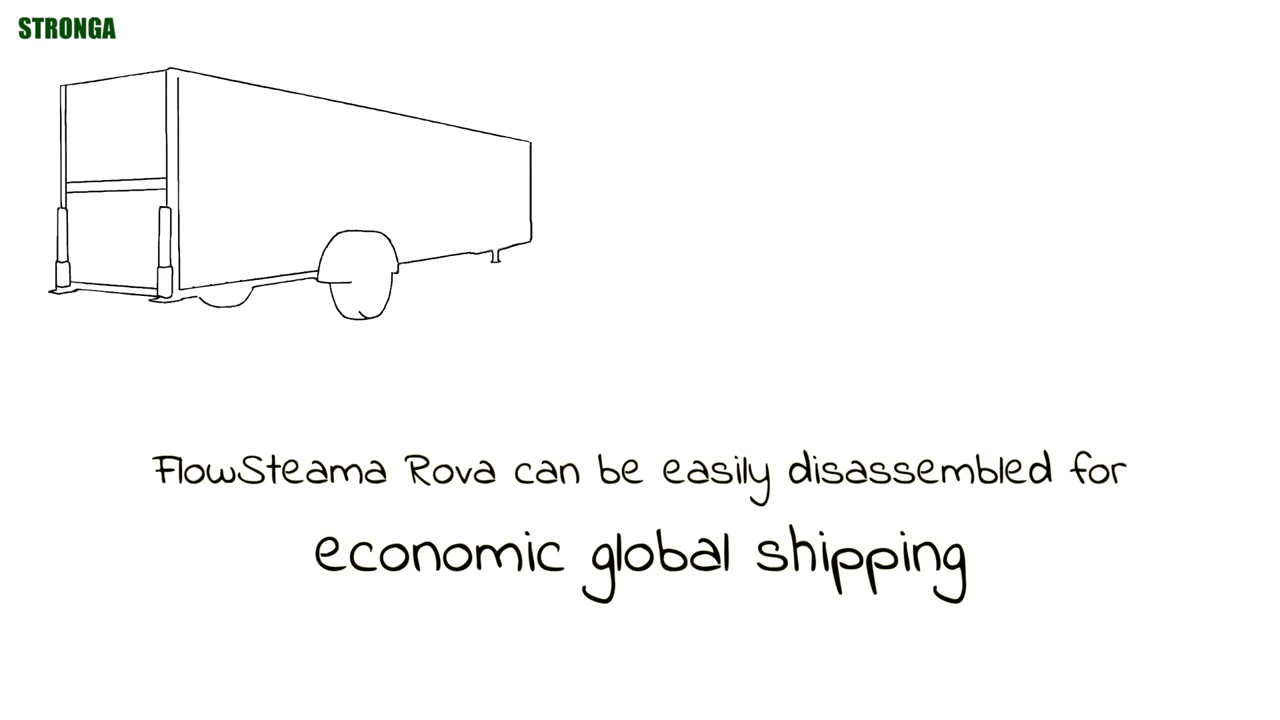 STRONGA
FlowSteama Rova can be easily disassembled for
economic global shipping